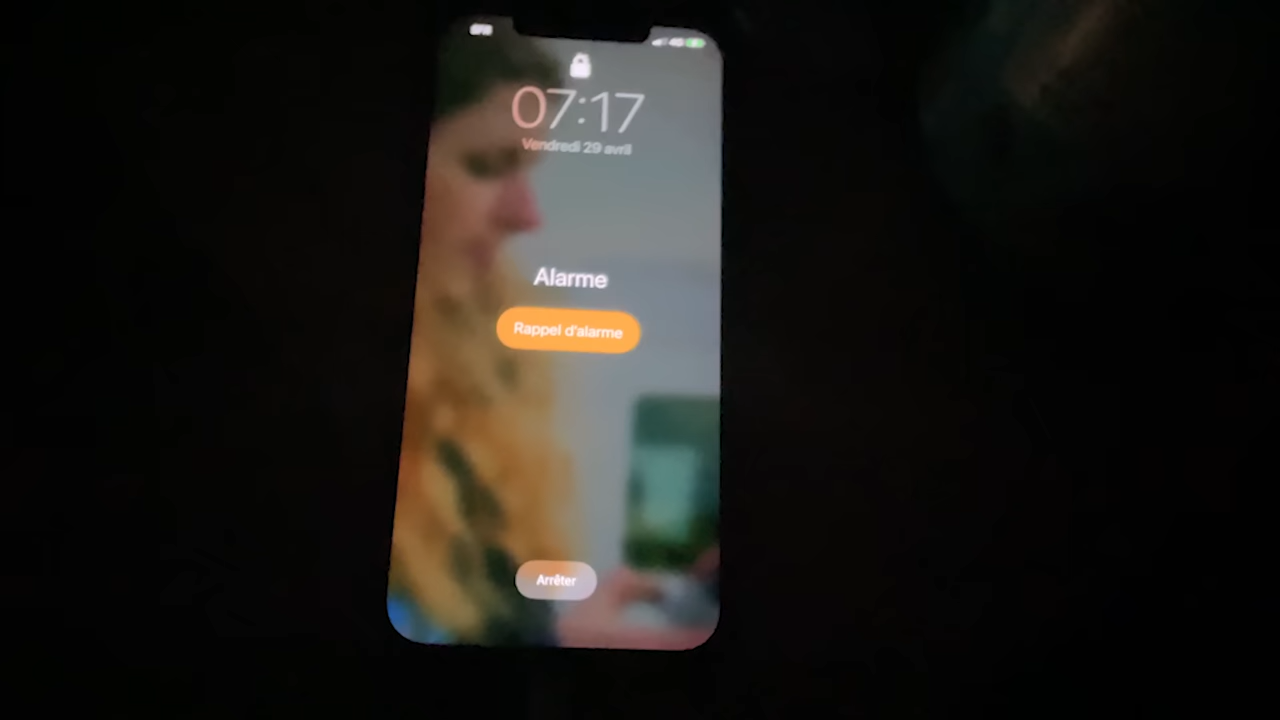 07:17
Vendredi 29 avril
Alarme
Rappel d'alarme
Arrêter